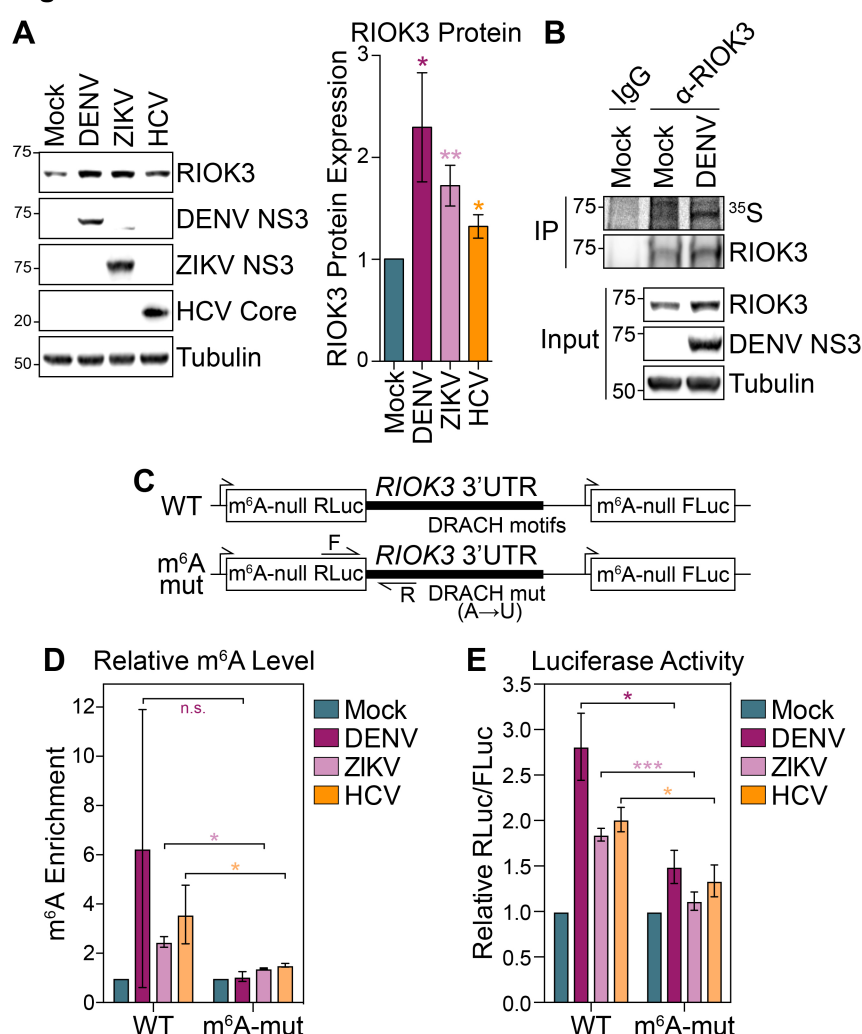 A
Mock
DENV
ZIKV
HCV
75
RIOK3
75
DENV NS3
75
ZIKV NS3
20
HCV Core
50
Tubulin
RIOK3 Protein
RIOK3 Protein Expression
3
2
1
0
*
**
*
Mock
DENV
ZIKV
HCV
B
IgG
α-RIOK3
Mock
Mock
DENV
IP
75
³⁵S
75
RIOK3
Input
75
RIOK3
75
DENV NS3
50
Tubulin
C
WT
m⁶A-null RLuc
RIOK3 3’UTR
DRACH motifs
m⁶A-null FLuc
m⁶A
mut
F
m⁶A-null RLuc
RIOK3 3’UTR
R
DRACH mut
(A→U)
m⁶A-null FLuc
D
Relative m⁶A Level
m⁶A Enrichment
12
10
8
6
4
2
0
n.s.
*
*
WT
m⁶A-mut
Mock
DENV
ZIKV
HCV
E
Luciferase Activity
Relative RLuc/FLuc
3.5
3.0
2.5
2.0
1.5
1.0
0.5
0.0
*
***
*
WT
m⁶A-mut
Mock
DENV
ZIKV
HCV